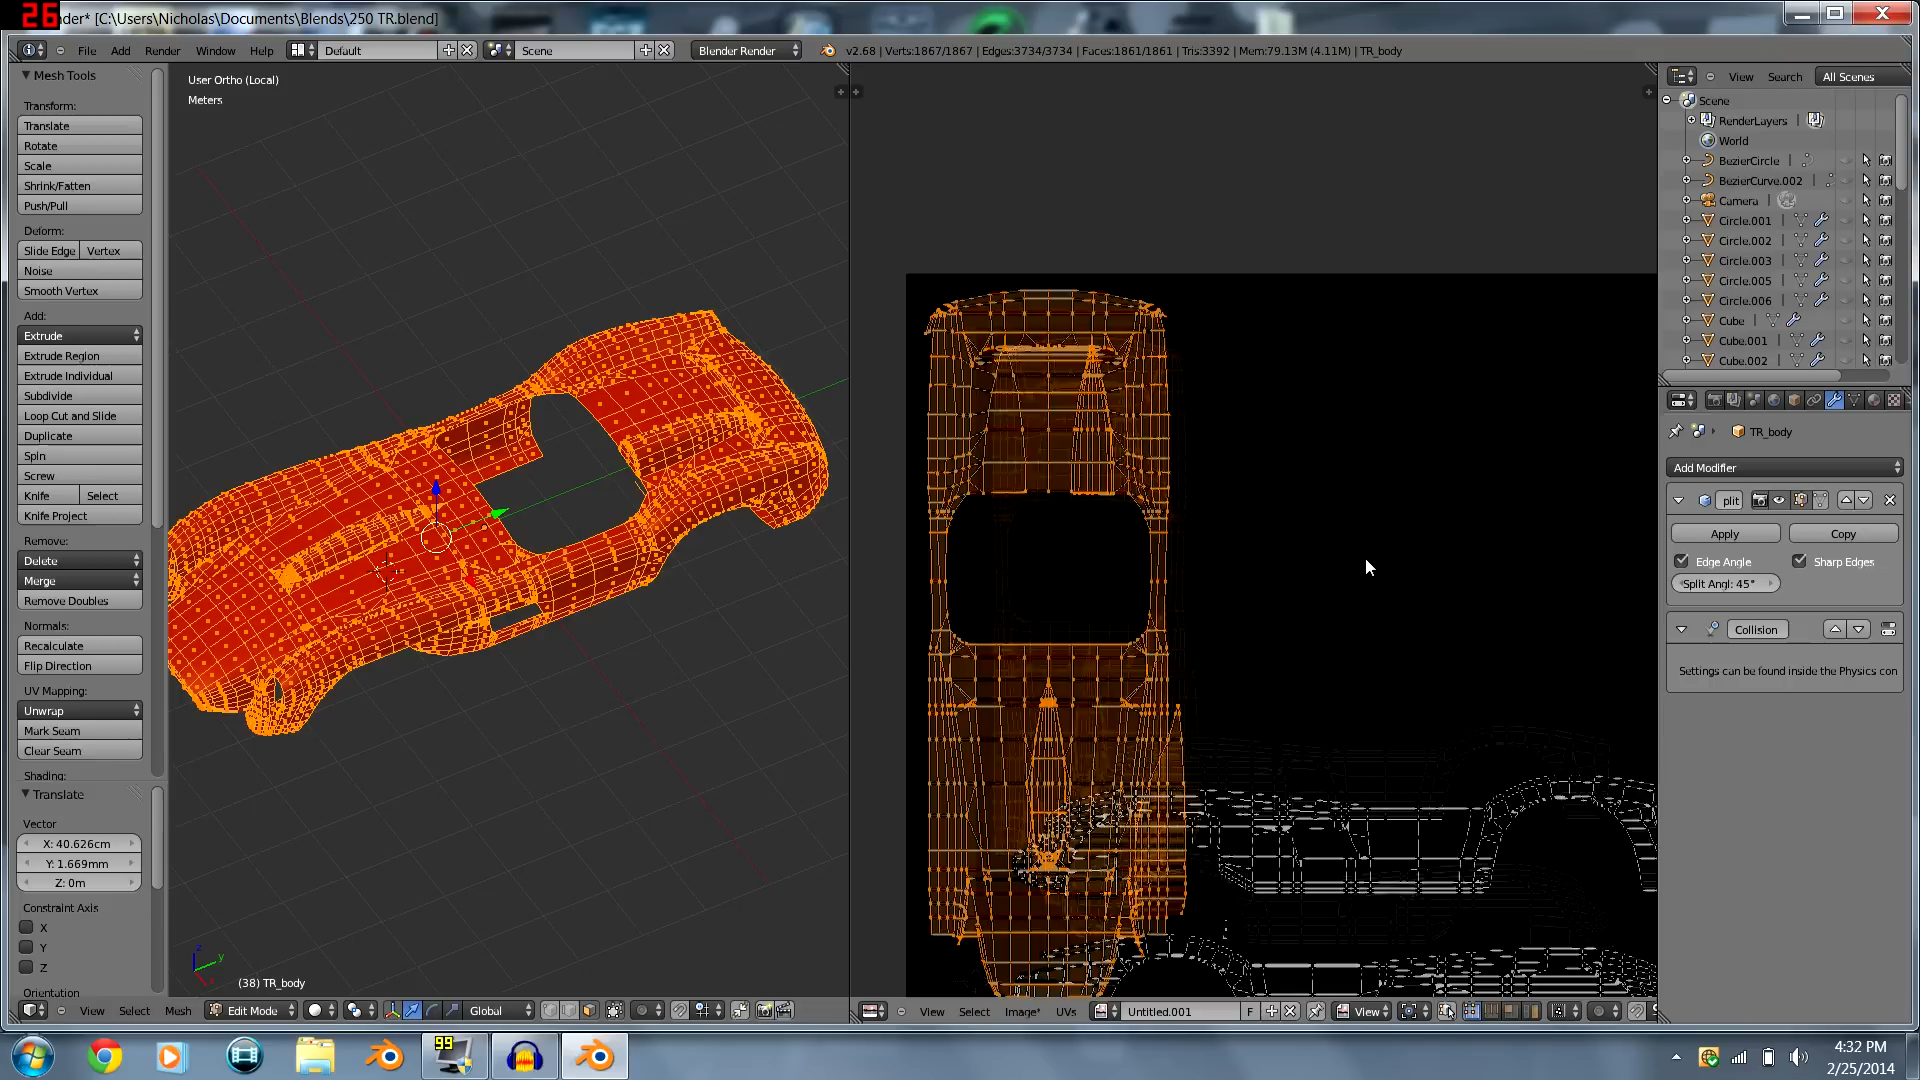 26
der* [C:\Users\Nicholas\Documents\Blends\250 TR.blend]
File Add Render Window Help Default Scene Blender Render v2.68 | Verts:1867/1867 | Edges:3734/3734 | Faces:1861/1861 | Tris:3392 | Mem:79.13M (4.11M) | TR_body
Mesh Tools
Transform:
Translate
Rotate
Scale
Shrink/Fatten
Push/Pull
Deform:
Slide Edge Vertex
Noise
Smooth Vertex
Add:
Extrude
Extrude Region
Extrude Individual
Subdivide
Loop Cut and Slide
Duplicate
Spin
Screw
Knife Select
Knife Project
Remove:
Delete
Merge
Remove Doubles
Normals:
Recalculate
Flip Direction
UV Mapping:
Unwrap
Mark Seam
Clear Seam
Shading:
Translate
Vector
X: 40.626cm
Y: 1.669mm
Z: 0m
Constraint Axis
X
Y
Z
Orientation
User Ortho (Local)
Meters
z
y
x
(38) TR_body
View Select Mesh Edit Mode Global
View Select Image* UVs Untitled.001 F View
View Search All Scenes
Scene
RenderLayers
World
BezierCircle
BezierCurve.002
Camera
Circle.001
Circle.002
Circle.003
Circle.005
Circle.006
Cube
Cube.001
Cube.002
TR_body
Add Modifier
plit
Apply Copy
Edge Angle Sharp Edges
Split Angl: 45°
Collision
Settings can be found inside the Physics con
99
4:32 PM
2/25/2014